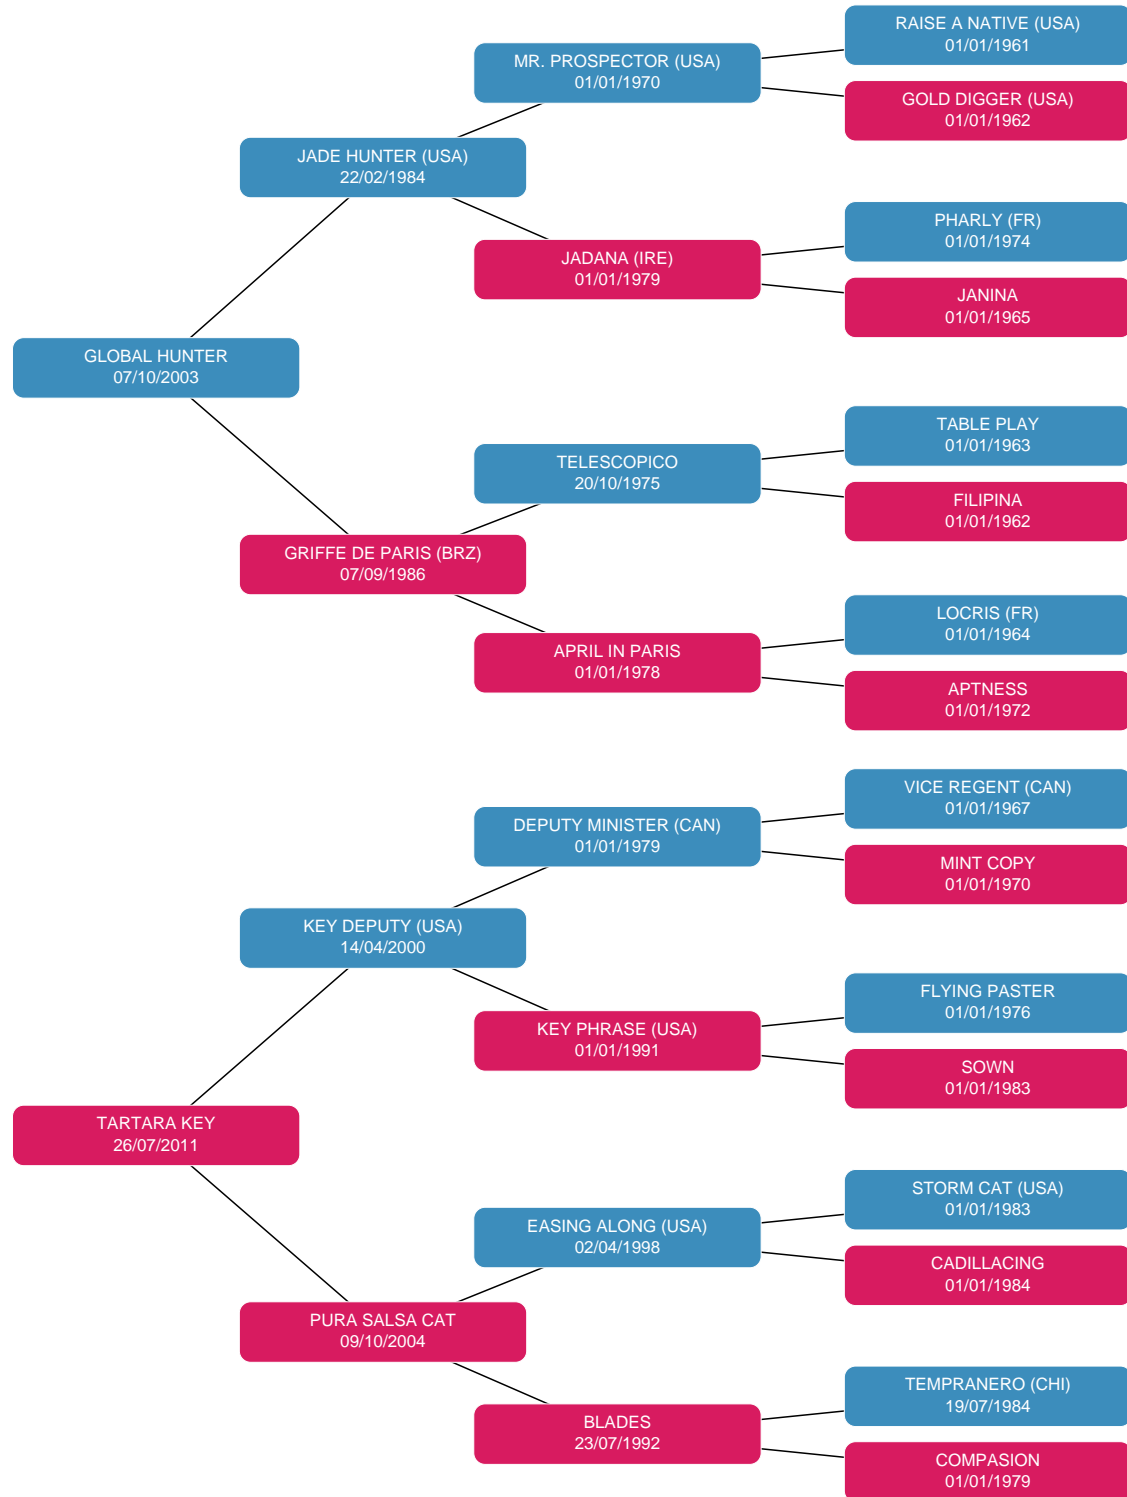 RAISE A NATIVE (USA)
01/01/1961
MR. PROSPECTOR (USA)
01/01/1970
GOLD DIGGER (USA)
01/01/1962
JADE HUNTER (USA)
22/02/1984
PHARLY (FR)
01/01/1974
JADANA (IRE)
01/01/1979
JANINA
01/01/1965
GLOBAL HUNTER
07/10/2003
TABLE PLAY
01/01/1963
TELESCOPICO
20/10/1975
FILIPINA
01/01/1962
GRIFFE DE PARIS (BRZ)
07/09/1986
LOCRIS (FR)
01/01/1964
APRIL IN PARIS
01/01/1978
APTNESS
01/01/1972
VICE REGENT (CAN)
01/01/1967
DEPUTY MINISTER (CAN)
01/01/1979
MINT COPY
01/01/1970
KEY DEPUTY (USA)
14/04/2000
FLYING PASTER
01/01/1976
KEY PHRASE (USA)
01/01/1991
SOWN
01/01/1983
TARTARA KEY
26/07/2011
STORM CAT (USA)
01/01/1983
EASING ALONG (USA)
02/04/1998
CADILLACING
01/01/1984
PURA SALSA CAT
09/10/2004
TEMPRANERO (CHI)
19/07/1984
BLADES
23/07/1992
COMPASION
01/01/1979